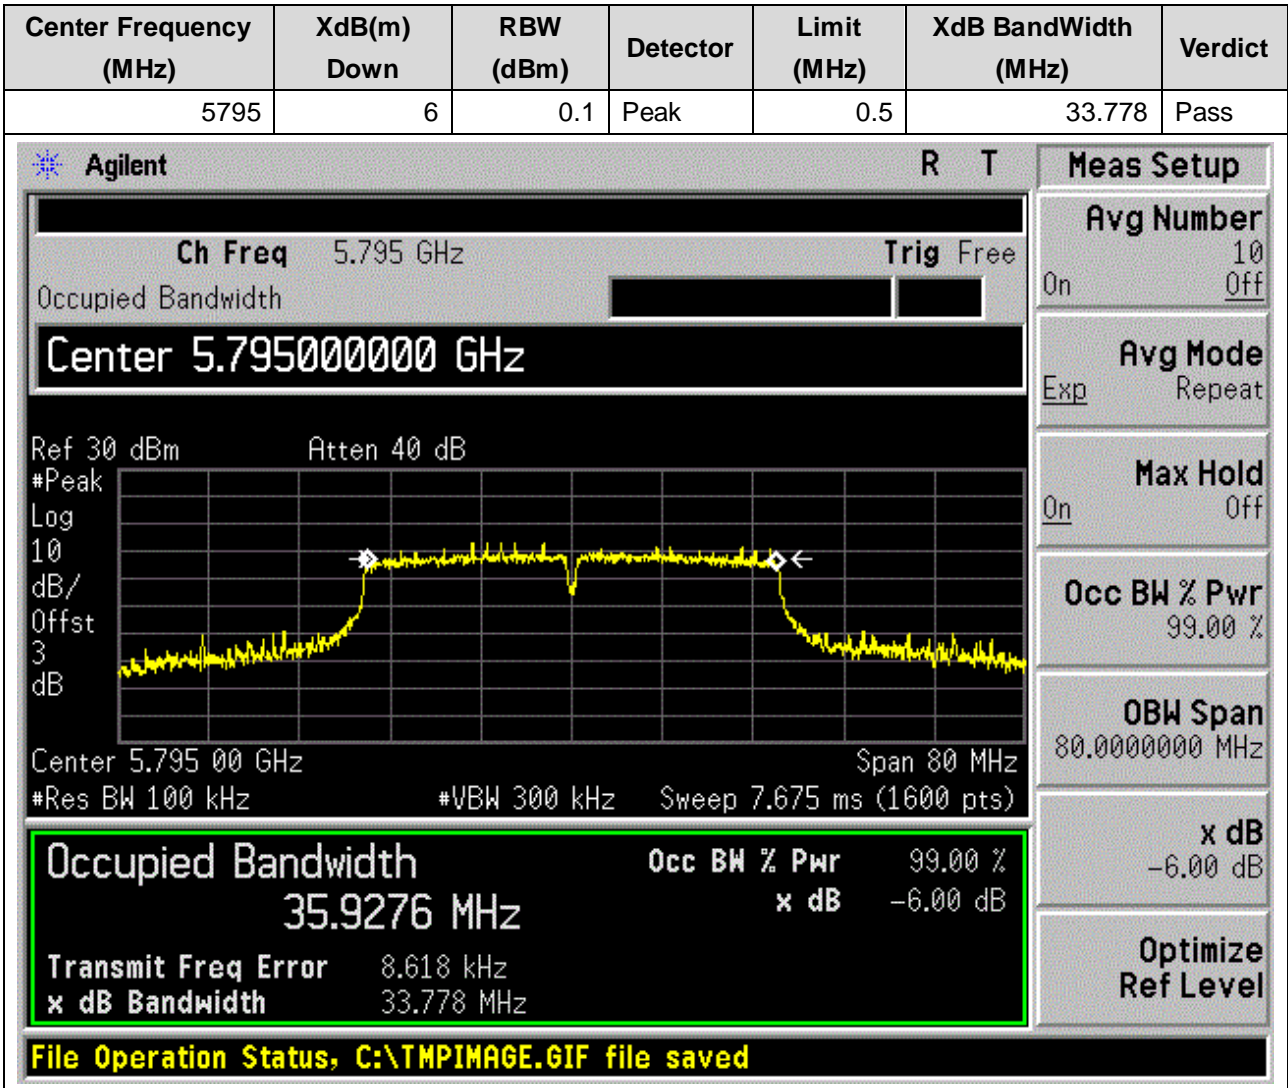 Center Frequency (MHz) XdB(m) Down RBW (dBm) Detector Limit (MHz) XdB BandWidth (MHz) Verdict
5795 6 0.1 Peak 0.5 33.778 Pass
Agilent R T
Meas Setup
Ch Freq 5.795 GHz Trig Free
Occupied Bandwidth
Center 5.795000000 GHz
Ref 30 dBm Atten 40 dB
#Peak
Log
10
dB/
Offst
3
dB
Center 5.795 00 GHz Span 80 MHz
#Res BW 100 kHz #VBW 300 kHz Sweep 7.675 ms (1600 pts)
Occupied Bandwidth
35.9276 MHz
Occ BW % Pwr 99.00 %
x dB -6.00 dB
Transmit Freq Error 8.618 kHz
x dB Bandwidth 33.778 MHz
File Operation Status, C:\TMPIMAGE.GIF file saved
Avg Number
10
On Off
Avg Mode
Exp Repeat
Max Hold
On Off
Occ BW % Pwr
99.00 %
OBW Span
80.0000000 MHz
x dB
-6.00 dB
Optimize
Ref Level